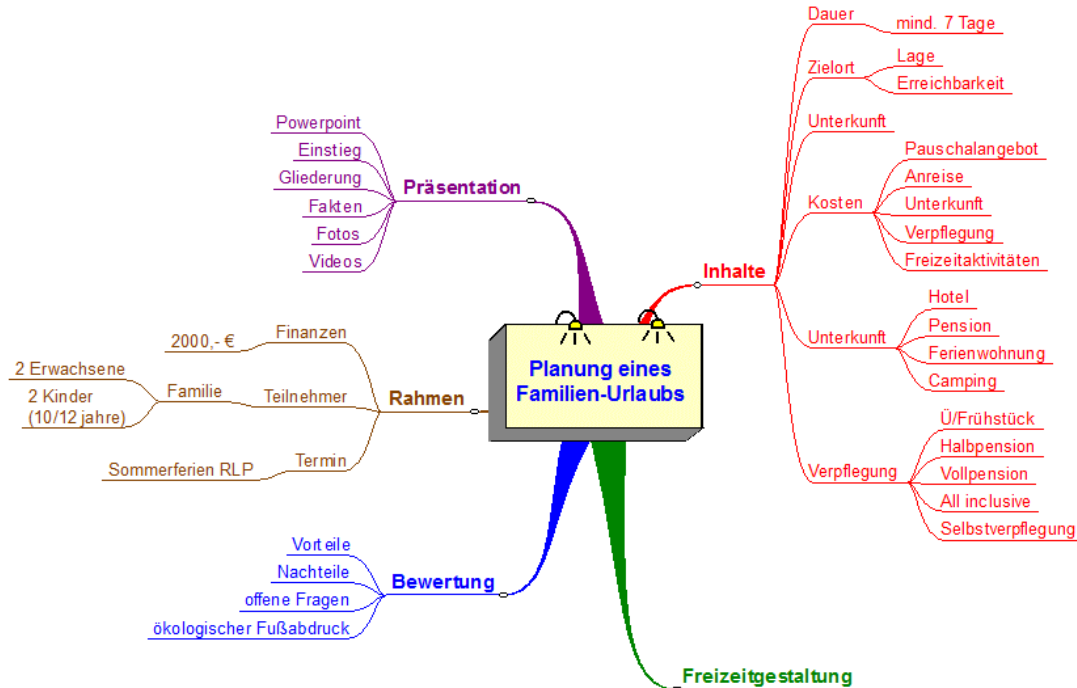 Planung eines
Familien-Urlaubs
Inhalte
Dauer
mind. 7 Tage
Zielort
Lage
Erreichbarkeit
Unterkunft
Kosten
Pauschalangebot
Anreise
Unterkunft
Verpflegung
Freizeitaktivitäten
Unterkunft
Hotel
Pension
Ferienwohnung
Camping
Verpflegung
Ü/Frühstück
Halbpension
Vollpension
All inclusive
Selbstverpflegung
Freizeitgestaltung
Bewertung
Vorteile
Nachteile
offene Fragen
ökologischer Fußabdruck
Rahmen
Finanzen
2000,- €
Teilnehmer
Familie
2 Erwachsene
2 Kinder
(10/12 jahre)
Termin
Sommerferien RLP
Präsentation
Powerpoint
Einstieg
Gliederung
Fakten
Fotos
Videos